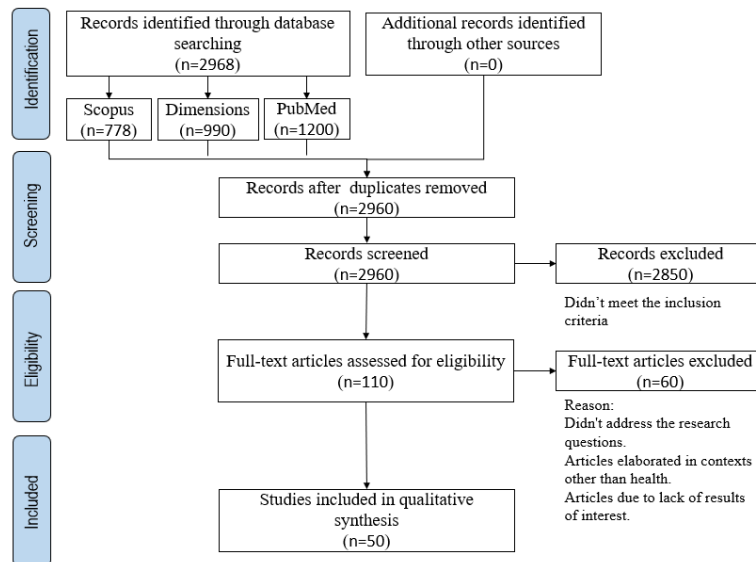 Identification
Records identified through database
searching
(n=2968)
Additional records identified
through other sources
(n=0)
Scopus
(n=778)
Dimensions
(n=990)
PubMed
(n=1200)
Screening
Records after duplicates removed
(n=2960)
Records screened
(n=2960)
Records excluded
(n=2850)
Didn't meet the inclusion
criteria
Eligibility
Full-text articles assessed for eligibility
(n=110)
Full-text articles excluded
(n=60)
Reason:
Didn't address the research
questions.
Articles elaborated in contexts
other than health.
Articles due to lack of results
of interest.
Included
Studies included in qualitative
synthesis
(n=50)